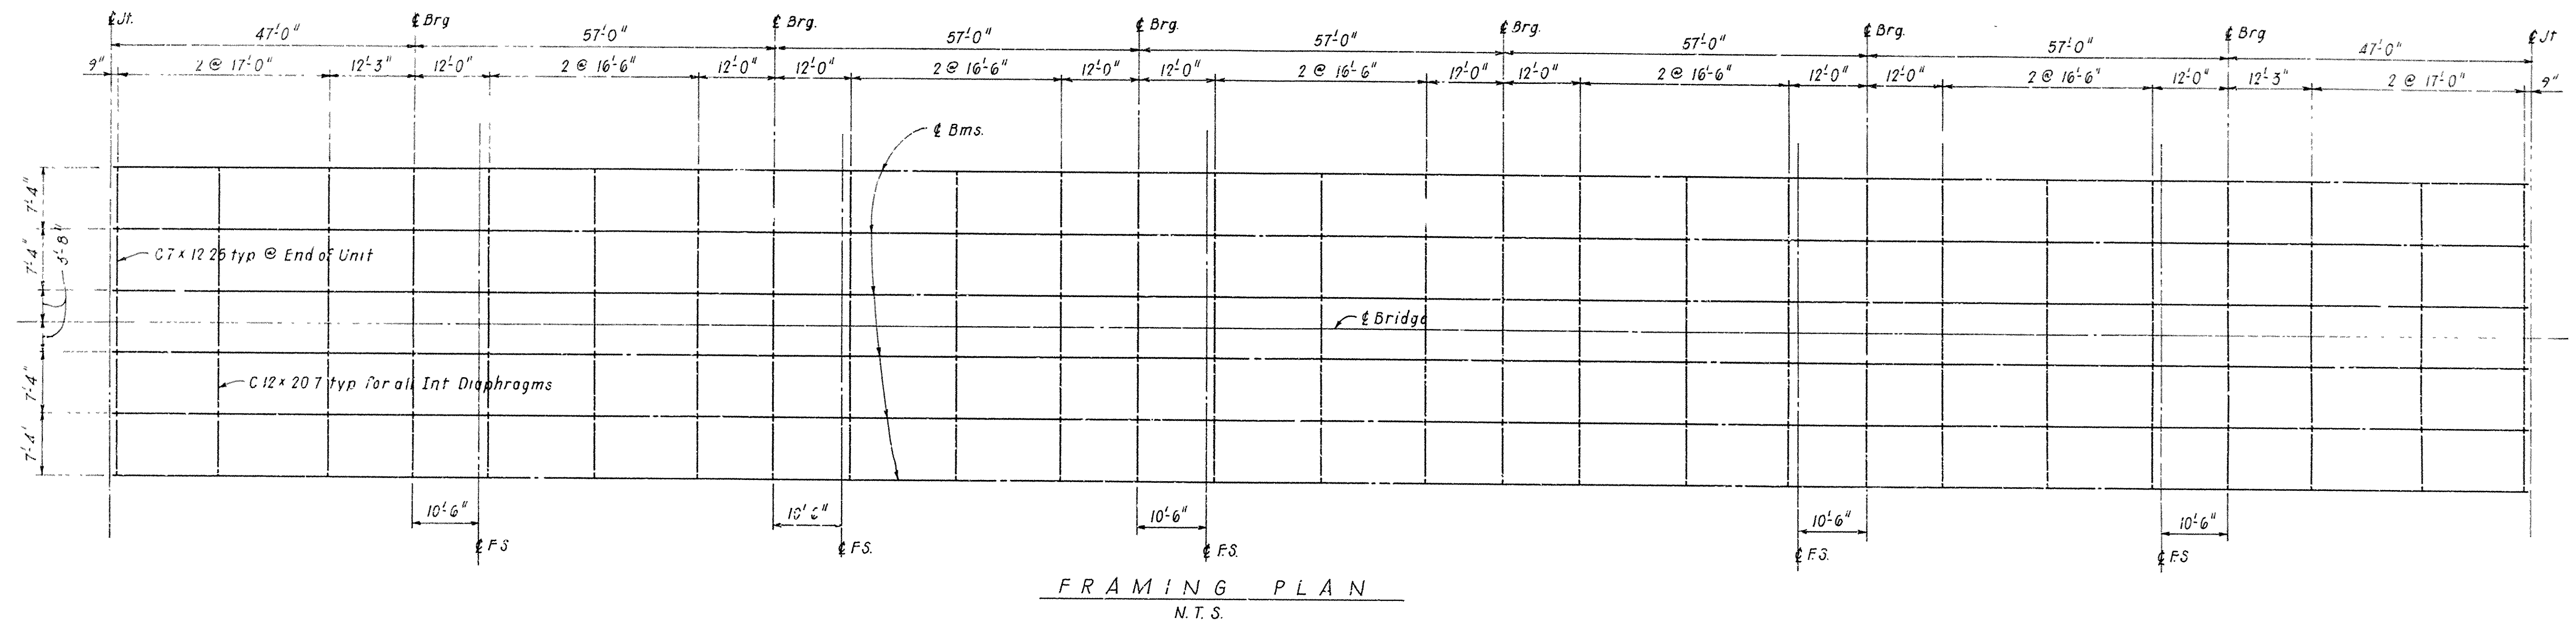 ℄ Jt. ℄ Brg ℄ Brg. ℄ Brg. ℄ Brg. ℄ Brg. ℄ Brg ℄ Jt
47'-0" 57'-0" 57'-0" 57'-0" 57'-0" 57'-0" 47'-0"
9" 2 @ 17'-0" 12'-3" 12'-0" 2 @ 16'-6" 12'-0" 12'-0" 2 @ 16'-6" 12'-0" 12'-0" 2 @ 16'-6" 12'-0" 12'-0" 2 @ 16'-6" 12'-0" 12'-0" 2 @ 16'-6" 12'-0" 12'-3" 2 @ 17'-0" 9"
℄ Bms.
7'-4"
7'-4"
C7 x 12 25 typ @ End of Unit
℄ Bridge
7'-4"
C 12 x 20 7 typ for all Int Diaphragms
7'-4'
10'-6" 10'-6" 10'-6" 10'-6" 10'-6"
℄ F.S ℄ F.S. ℄ F.S. ℄ F.S. ℄ F.S
FRAMING PLAN
N.T.S.